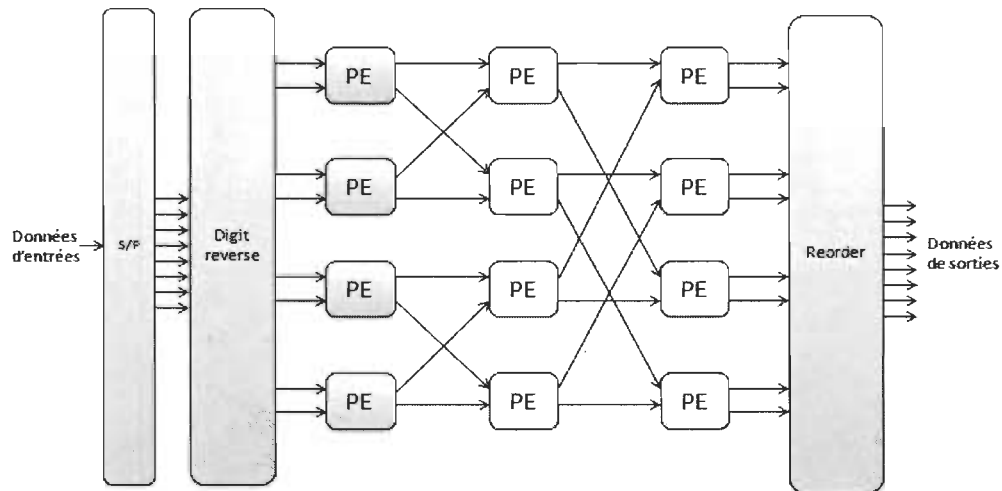 Données
d'entrées
S/P
Digit
reverse
PE
PE
PE
PE
PE
PE
PE
PE
PE
PE
PE
PE
Reorder
Données
de sorties